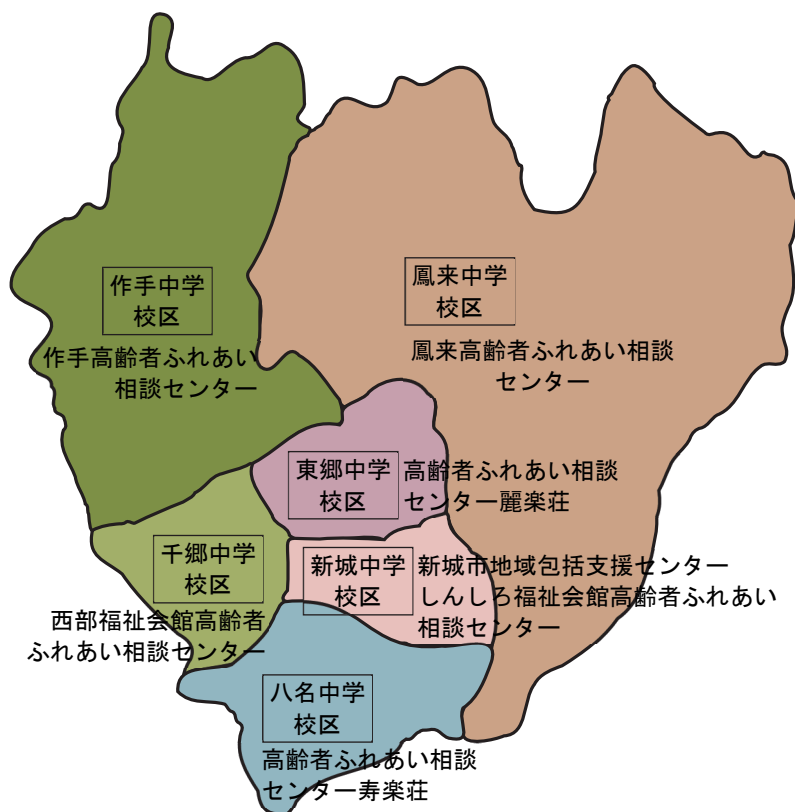 作手中学
校区
作手高齢者ふれあい
相談センター
鳳来中学
校区
鳳来高齢者ふれあい相談
センター
東郷中学
校区
高齢者ふれあい相談
センター麗楽荘
千郷中学
校区
西部福祉会館高齢者
ふれあい相談センター
新城中学
校区
新城市地域包括支援センター
しんしろ福祉会館高齢者ふれあい
相談センター
八名中学
校区
高齢者ふれあい相談
センター寿楽荘